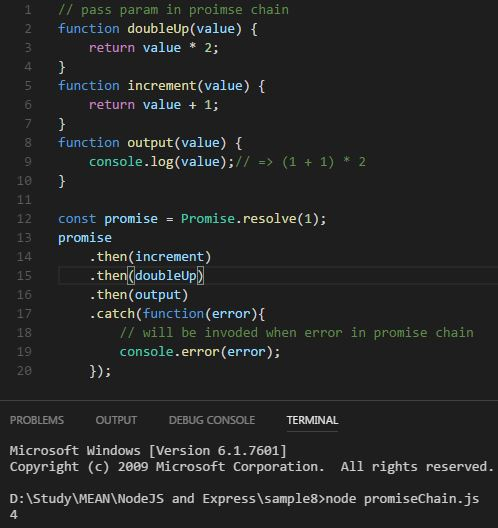 1 // pass param in proimse chain
2 function doubleUp(value) {
3     return value * 2;
4 }
5 function increment(value) {
6     return value + 1;
7 }
8 function output(value) {
9     console.log(value);// => (1 + 1) * 2
10 }
11
12 const promise = Promise.resolve(1);
13 promise
14     .then(increment)
15     .then(doubleUp)
16     .then(output)
17     .catch(function(error){
18         // will be invoded when error in promise chain
19         console.error(error);
20     });
PROBLEMS OUTPUT DEBUG CONSOLE TERMINAL
Microsoft Windows [Version 6.1.7601]
Copyright (c) 2009 Microsoft Corporation.  All rights reserved.
D:\Study\MEAN\NodeJS and Express\sample8>node promiseChain.js
4